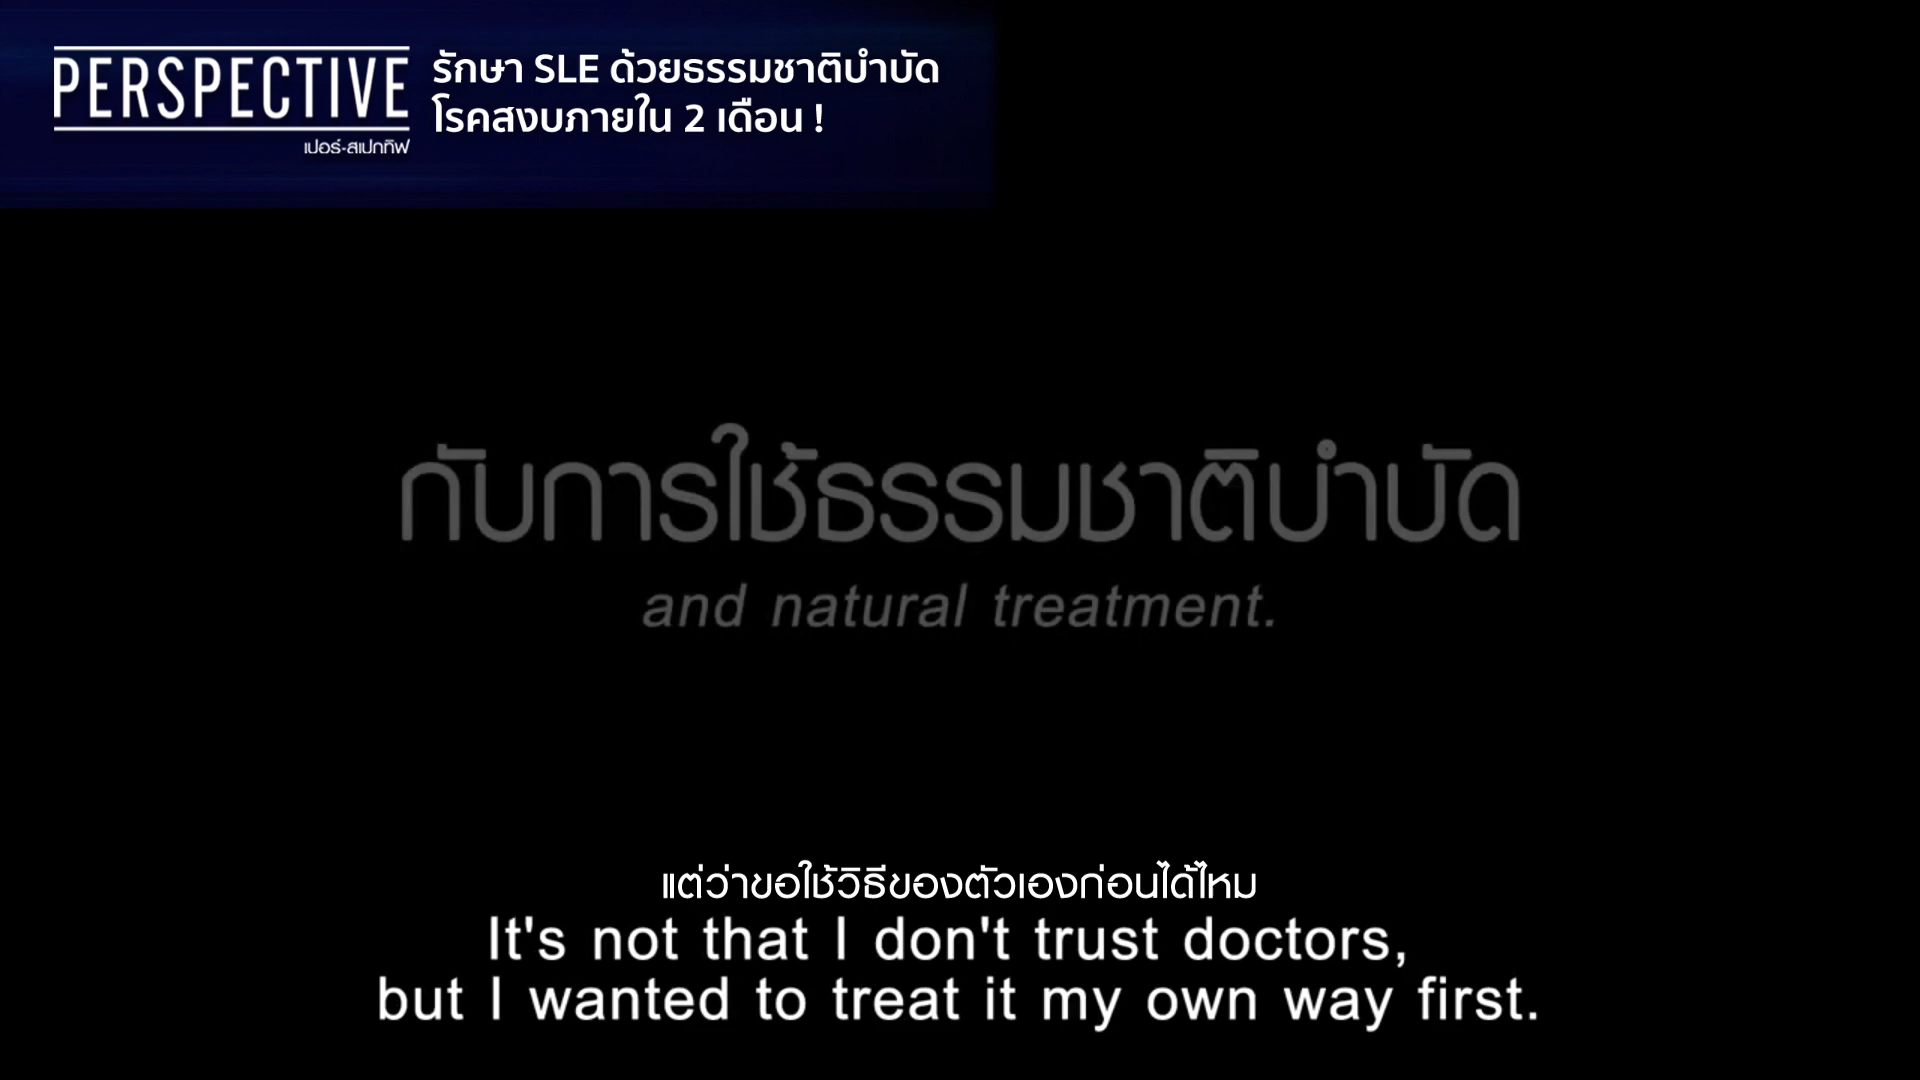 PERSPECTIVE
เปอร์-สเปกทิฟ
รักษา SLE ด้วยธรรมชาติบำบัด
โรคสงบภายใน 2 เดือน !
กับการใช้ธรรมชาติบำบัด
and natural treatment.
แต่ว่าขอใช้วิธีของตัวเองก่อนได้ไหม
It's not that I don't trust doctors,
but I wanted to treat it my own way first.